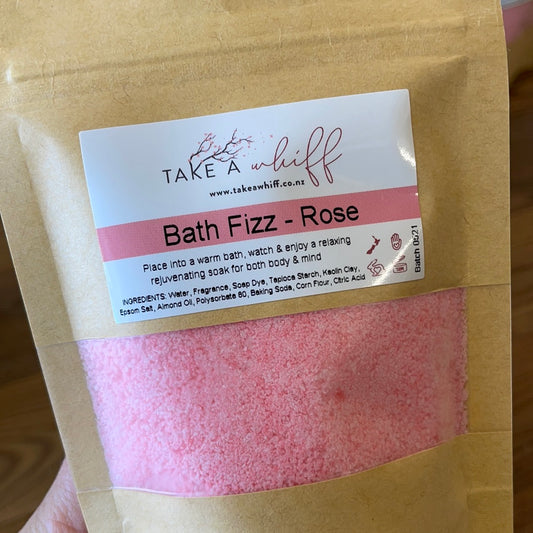 TAKE A whiff
www.takeawhiff.co.nz
Bath Fizz - Rose
Place into a warm bath, watch & enjoy a relaxing
rejuvenating soak for both body & mind
INGREDIENTS: Water, Fragrance, Soap Dye, Tapioca Starch, Kaolin Clay,
Epsom Salt, Almond Oil, Polysorbate 80, Baking Soda, Corn Flour, Citric Acid
Batch 05/21